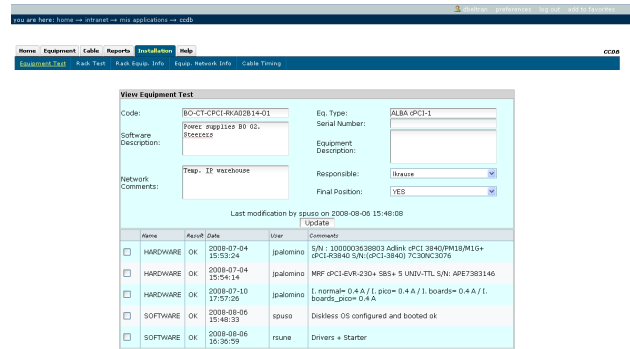 dbeltran preferences log out add to favorites
you are here: home → intranet → mis applications → ccdb
Home Equipment Cable Reports Installation Help CCDB
Equipment Test Rack Test Rack Equip. Info Equip. Network Info Cable Timing
View Equipment Test
Code: BO-CT-CPCI-RKA02B14-01 Eq. Type: ALBA cPCI-1
Serial Number:
Software Description: Power supplies BO 02. Steerers
Equipment Description:
Network Comments: Temp. IP warehouse
Responsible: lkrause
Final Position: YES
Last modification by spuso on 2008-08-06 15:48:08
Update
Name Result Date User Comments
HARDWARE OK 2008-07-04 15:53:24 jpalomino S/N : 1000003638803 Adlink cPCI 3840/PM18/M1G+ cPCI-R3840 S/N:(cPCI-3840) 7C30NC3076
HARDWARE OK 2008-07-04 15:54:14 jpalomino MRF cPCI-EVR-230+ SBS+ 5 UNIV-TTL S/N: APE7383146
HARDWARE OK 2008-07-10 17:57:26 jpalomino I. normal= 0.4 A / I. pico= 0.4 A / I. boards= 0.4 A / I. boards_pico= 0.4 A
SOFTWARE OK 2008-08-06 15:48:33 spuso Diskless OS configured and booted ok
SOFTWARE OK 2008-08-06 16:36:59 rsune Drivers + Starter